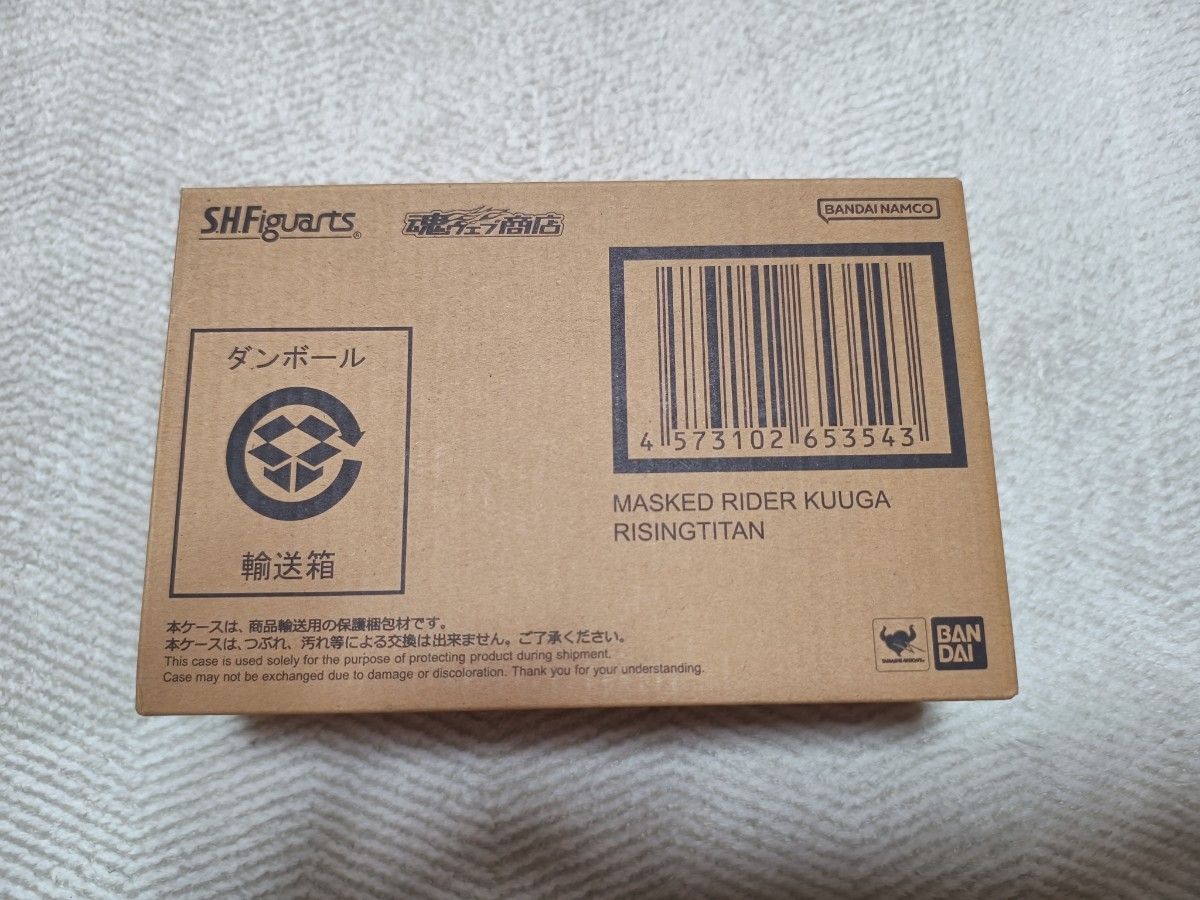 S.H.Figuarts®
魂ウェブ商店
BANDAI NAMCO
ダンボール
輸送箱
4 573102 653543
MASKED RIDER KUUGA
RISINGTITAN
本ケースは、商品輸送用の保護梱包材です。
本ケースは、つぶれ、汚れ等による交換は出来ません。ご了承ください。
This case is used solely for the purpose of protecting product during shipment.
Case may not be exchanged due to damage or discoloration. Thank you for your understanding.
BAN
DAI